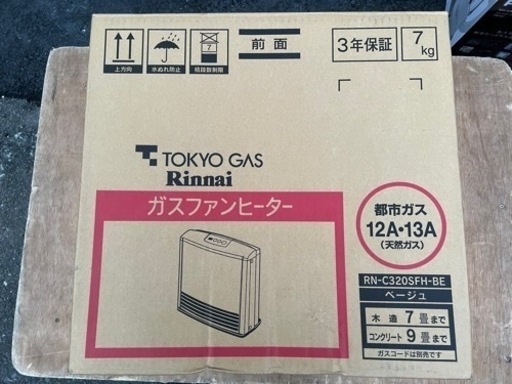 上方向
水ぬれ防止
7
積段数制限
前面
3年保証
7kg
TOKYO GAS
Rinnai
ガスファンヒーター
都市ガス
12A・13A
(天然ガス)
RN-C320SFH-BE
ベージュ
木造 7畳まで
コンクリート 9畳まで
ガスコードは別売です